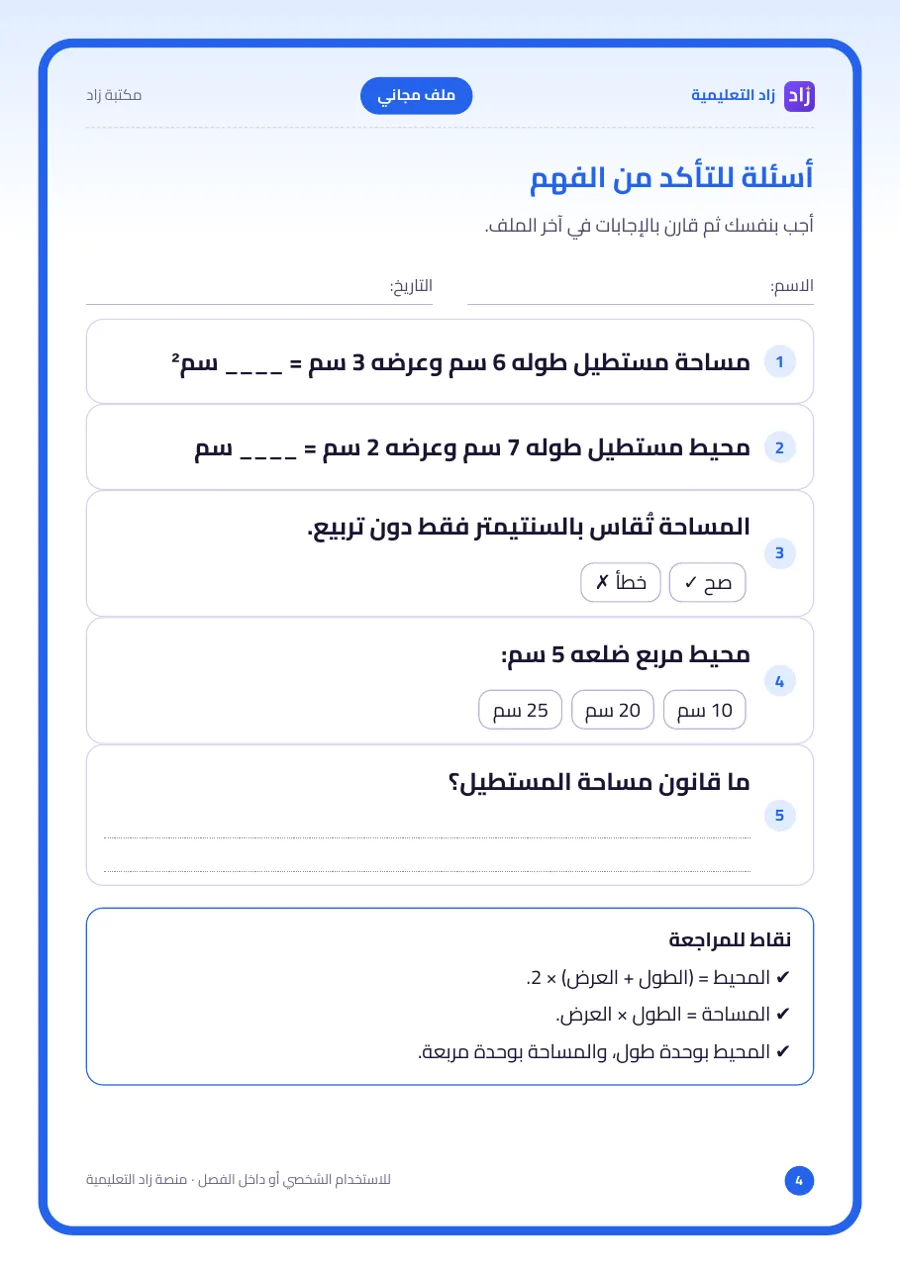 زاد
زاد التعليمية
ملف مجاني
مكتبة زاد
أسئلة للتأكد من الفهم
أجب بنفسك ثم قارن بالإجابات في آخر الملف.
الاسم:
التاريخ:
1
مساحة مستطيل طوله 6 سم وعرضه 3 سم = ____ سم²
2
محيط مستطيل طوله 7 سم وعرضه 2 سم = ____ سم
3
المساحة تُقاس بالسنتيمتر فقط دون تربيع.
صح ✓
خطأ ✗
4
محيط مربع ضلعه 5 سم:
10 سم
20 سم
25 سم
5
ما قانون مساحة المستطيل؟
نقاط للمراجعة
✔ المحيط = (الطول + العرض) × 2.
✔ المساحة = الطول × العرض.
✔ المحيط بوحدة طول، والمساحة بوحدة مربعة.
4
للاستخدام الشخصي أو داخل الفصل · منصة زاد التعليمية